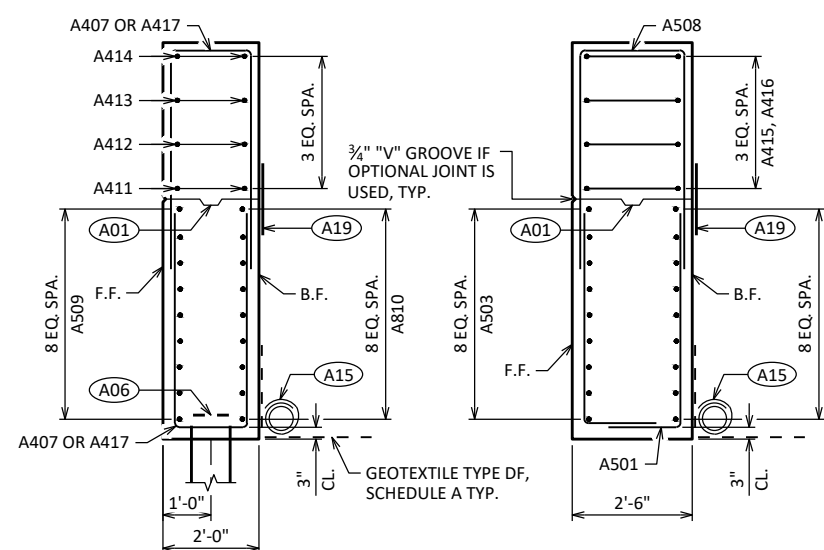 A407 OR A417
A414
A413
A412
A411
3 EQ. SPA.
A01
A19
8 EQ. SPA.
A509
F.F.
B.F.
8 EQ. SPA.
A810
A06
A15
A407 OR A417
3"
CL.
GEOTEXTILE TYPE DF,
SCHEDULE A TYP.
1'-0"
2'-0"
¾" "V" GROOVE IF
OPTIONAL JOINT IS
USED, TYP.
A508
3 EQ. SPA.
A415, A416
A01
A19
8 EQ. SPA.
A503
F.F.
B.F.
8 EQ. SPA.
A15
A501
3"
CL.
2'-6"